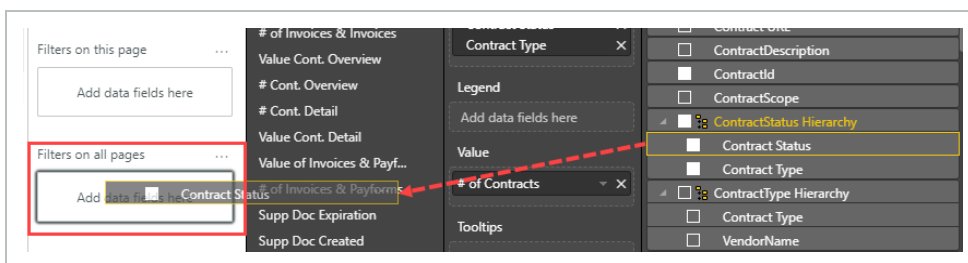 Filters on this page
Add data fields here
Filters on all pages
Add data fields here
Contract Status
# of Invoices & Invoices
Value Cont. Overview
# Cont. Overview
# Cont. Detail
Value Cont. Detail
Value of Invoices & Payf...
# of Invoices & Payforms
Supp Doc Expiration
Supp Doc Created
Contract Type
Legend
Add data fields here
Value
# of Contracts
Tooltips
ContractDescription
ContractId
ContractScope
ContractStatus Hierarchy
Contract Status
Contract Type
ContractType Hierarchy
Contract Type
VendorName